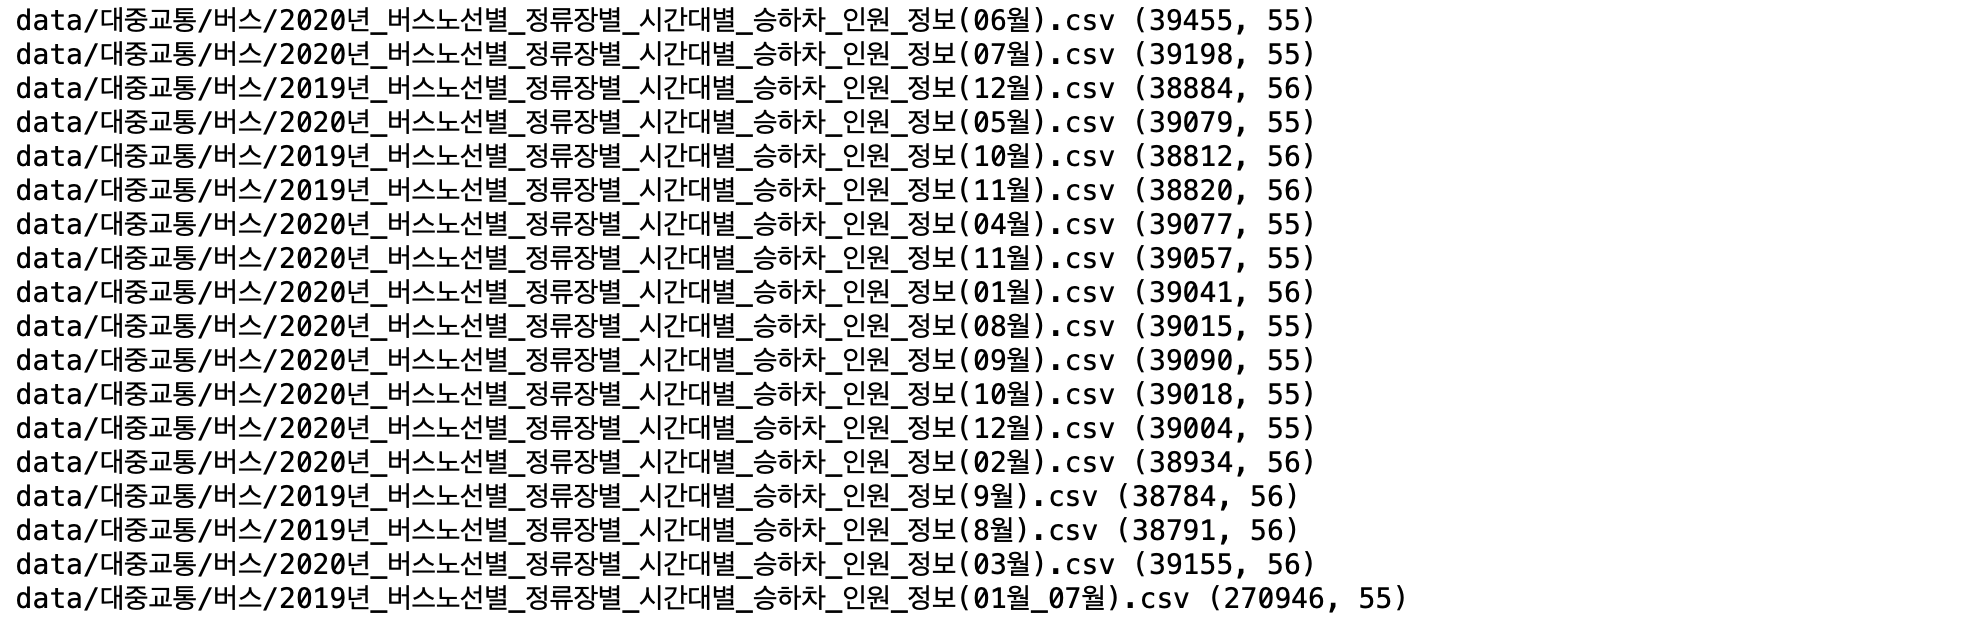 data/대중교통/버스/2020년_버스노선별_정류장별_시간대별_승하차_인원_정보(06월).csv (39455, 55)
data/대중교통/버스/2020년_버스노선별_정류장별_시간대별_승하차_인원_정보(07월).csv (39198, 55)
data/대중교통/버스/2019년_버스노선별_정류장별_시간대별_승하차_인원_정보(12월).csv (38884, 56)
data/대중교통/버스/2020년_버스노선별_정류장별_시간대별_승하차_인원_정보(05월).csv (39079, 55)
data/대중교통/버스/2019년_버스노선별_정류장별_시간대별_승하차_인원_정보(10월).csv (38812, 56)
data/대중교통/버스/2019년_버스노선별_정류장별_시간대별_승하차_인원_정보(11월).csv (38820, 56)
data/대중교통/버스/2020년_버스노선별_정류장별_시간대별_승하차_인원_정보(04월).csv (39077, 55)
data/대중교통/버스/2020년_버스노선별_정류장별_시간대별_승하차_인원_정보(11월).csv (39057, 55)
data/대중교통/버스/2020년_버스노선별_정류장별_시간대별_승하차_인원_정보(01월).csv (39041, 56)
data/대중교통/버스/2020년_버스노선별_정류장별_시간대별_승하차_인원_정보(08월).csv (39015, 55)
data/대중교통/버스/2020년_버스노선별_정류장별_시간대별_승하차_인원_정보(09월).csv (39090, 55)
data/대중교통/버스/2020년_버스노선별_정류장별_시간대별_승하차_인원_정보(10월).csv (39018, 55)
data/대중교통/버스/2020년_버스노선별_정류장별_시간대별_승하차_인원_정보(12월).csv (39004, 55)
data/대중교통/버스/2020년_버스노선별_정류장별_시간대별_승하차_인원_정보(02월).csv (38934, 56)
data/대중교통/버스/2019년_버스노선별_정류장별_시간대별_승하차_인원_정보(9월).csv (38784, 56)
data/대중교통/버스/2019년_버스노선별_정류장별_시간대별_승하차_인원_정보(8월).csv (38791, 56)
data/대중교통/버스/2020년_버스노선별_정류장별_시간대별_승하차_인원_정보(03월).csv (39155, 56)
data/대중교통/버스/2019년_버스노선별_정류장별_시간대별_승하차_인원_정보(01월_07월).csv (270946, 55)